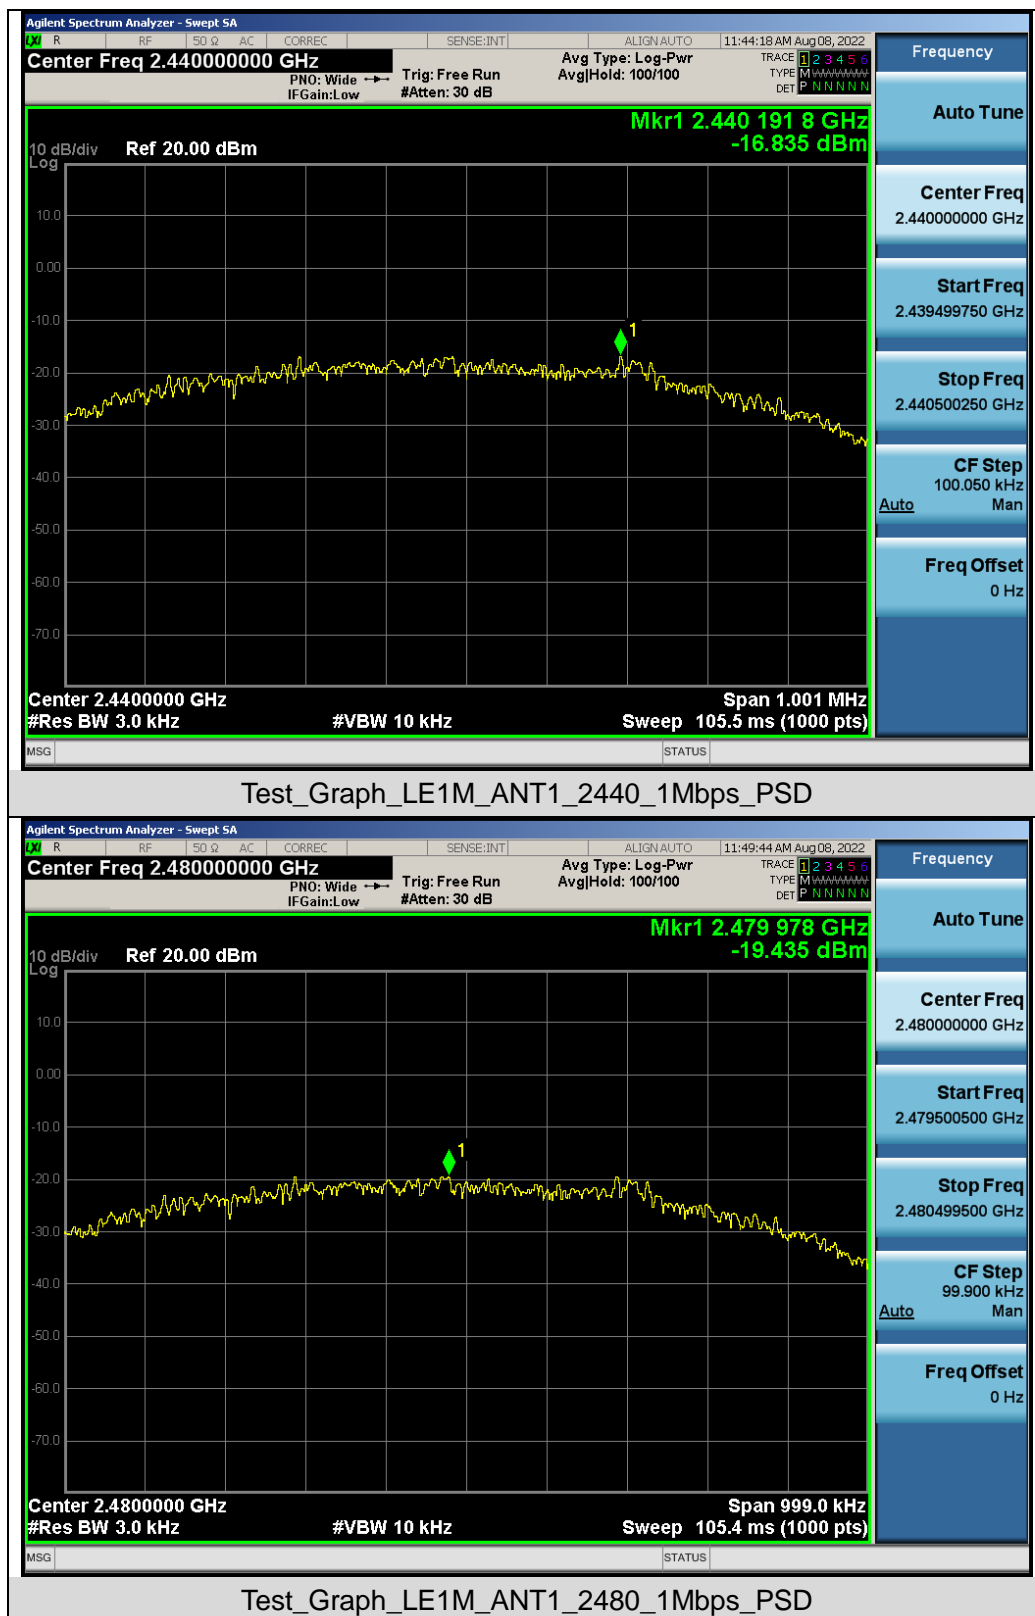 Agilent Spectrum Analyzer - Swept SA
LXI R RF 50 Ω AC CORREC SENSE:INT ALIGN AUTO 11:44:18 AM Aug 08, 2022
Center Freq 2.440000000 GHz
PNO: Wide
IFGain:Low
Trig: Free Run
#Atten: 30 dB
Avg Type: Log-Pwr
Avg|Hold: 100/100
TRACE 1 2 3 4 5 6
TYPE M W W W W W
DET P N N N N N
Mkr1 2.440 191 8 GHz
-16.835 dBm
10 dB/div Ref 20.00 dBm
Log
10.0
0.00
-10.0
-20.0
-30.0
-40.0
-50.0
-60.0
-70.0
1
Center 2.4400000 GHz Span 1.001 MHz
#Res BW 3.0 kHz #VBW 10 kHz Sweep 105.5 ms (1000 pts)
MSG STATUS
Frequency
Auto Tune
Center Freq
2.440000000 GHz
Start Freq
2.439499750 GHz
Stop Freq
2.440500250 GHz
CF Step
100.050 kHz
Auto Man
Freq Offset
0 Hz
Test_Graph_LE1M_ANT1_2440_1Mbps_PSD
Agilent Spectrum Analyzer - Swept SA
LXI R RF 50 Ω AC CORREC SENSE:INT ALIGN AUTO 11:49:44 AM Aug 08, 2022
Center Freq 2.480000000 GHz
PNO: Wide
IFGain:Low
Trig: Free Run
#Atten: 30 dB
Avg Type: Log-Pwr
Avg|Hold: 100/100
TRACE 1 2 3 4 5 6
TYPE M W W W W W
DET P N N N N N
Mkr1 2.479 978 GHz
-19.435 dBm
10 dB/div Ref 20.00 dBm
Log
10.0
0.00
-10.0
-20.0
-30.0
-40.0
-50.0
-60.0
-70.0
1
Center 2.4800000 GHz Span 999.0 kHz
#Res BW 3.0 kHz #VBW 10 kHz Sweep 105.4 ms (1000 pts)
MSG STATUS
Frequency
Auto Tune
Center Freq
2.480000000 GHz
Start Freq
2.479500500 GHz
Stop Freq
2.480499500 GHz
CF Step
99.900 kHz
Auto Man
Freq Offset
0 Hz
Test_Graph_LE1M_ANT1_2480_1Mbps_PSD